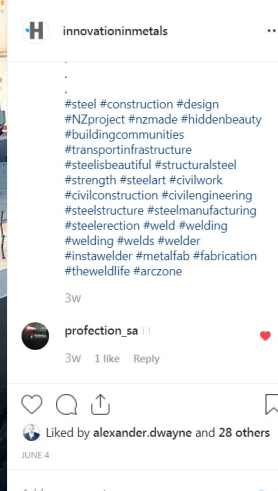 innovationinmetals
.
.
.
#steel #construction #design
#NZproject #nzmade #hiddenbeauty
#buildingcommunities
#transportinfrastructure
#steelisbeautiful #structuralsteel
#strength #steelart #civilwork
#civilconstruction #civilengineering
#steelstructure #steelmanufacturing
#steelerection #weld #welding
#welding #welds #welder
#instawelder #metalfab #fabrication
#theweldlife #arczone
3w
profection_sa
3w 1 like Reply
Liked by alexander.dwayne and 28 others
JUNE 4